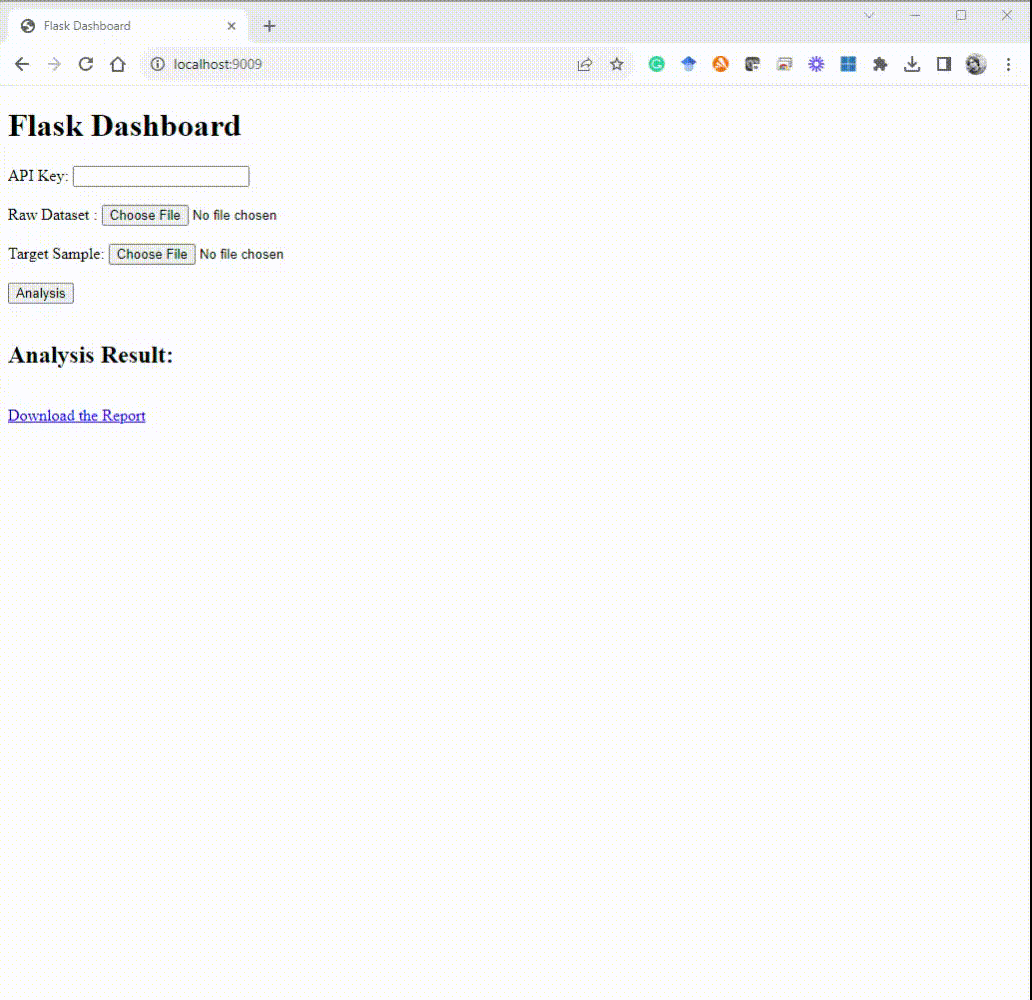 Flask Dashboard
localhost:9009
Flask Dashboard
API Key:
Raw Dataset : Choose File No file chosen
Target Sample: Choose File No file chosen
Analysis
Analysis Result:
Download the Report